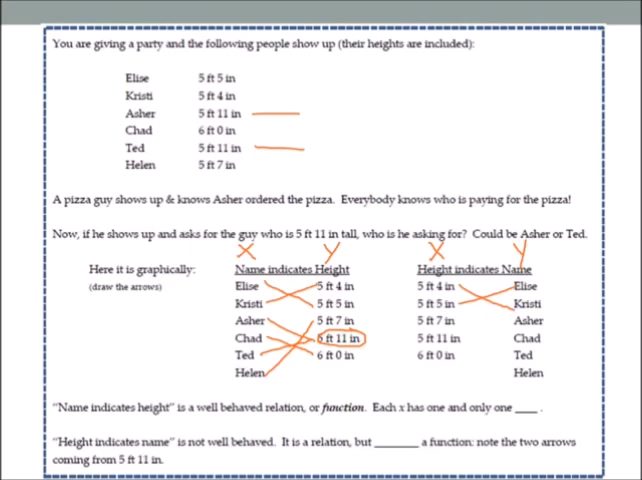 You are giving a party and the following people show up (their heights are included):
Elise 5 ft 5 in
Kristi 5 ft 4 in
Asher 5 ft 11 in
Chad 6 ft 0 in
Ted 5 ft 11 in
Helen 5 ft 7 in
A pizza guy shows up & knows Asher ordered the pizza. Everybody knows who is paying for the pizza!
Now, if he shows up and asks for the guy who is 5 ft 11 in tall, who is he asking for? Could be Asher or Ted.
X Y X Y
Here it is graphically: Name indicates Height Height indicates Name
(draw the arrows) Elise 5 ft 4 in 5 ft 4 in Elise
Kristi 5 ft 5 in 5 ft 5 in Kristi
Asher 5 ft 7 in 5 ft 7 in Asher
Chad 5 ft 11 in 5 ft 11 in Chad
Ted 6 ft 0 in 6 ft 0 in Ted
Helen Helen
"Name indicates height" is a well behaved relation, or function. Each x has one and only one ____ .
"Height indicates name" is not well behaved. It is a relation, but ________ a function: note the two arrows
coming from 5 ft 11 in.